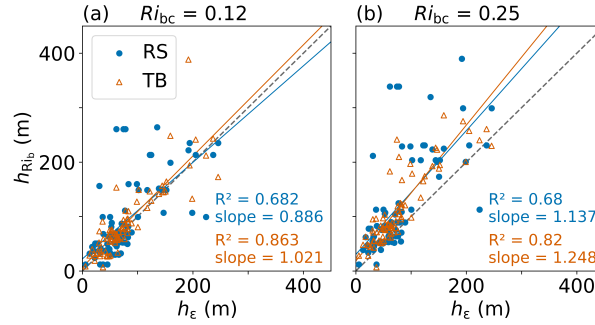 (a) Ri_bc = 0.12
(b) Ri_bc = 0.25
h_Ri_b (m)
400
200
0
RS
TB
R² = 0.682
slope = 0.886
R² = 0.863
slope = 1.021
R² = 0.68
slope = 1.137
R² = 0.82
slope = 1.248
0 200 400
0 200 400
h_ε (m)
h_ε (m)